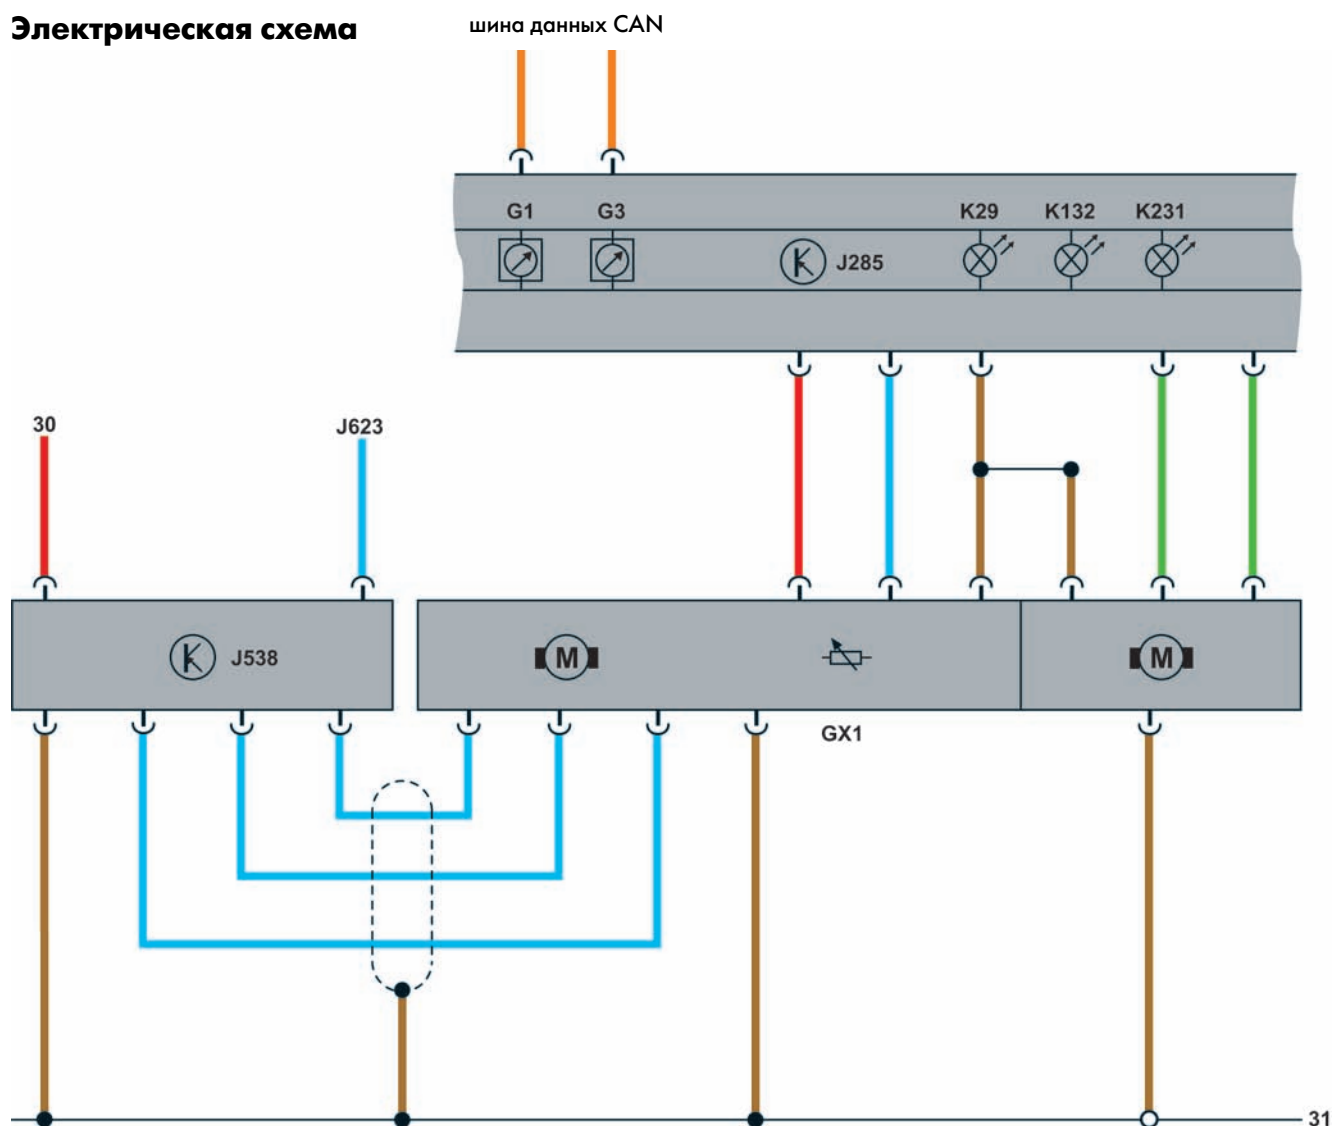 Электрическая схема
шина данных CAN
G1 G3 K29 K132 K231
J285
30 J623
J538 M M
GX1
31